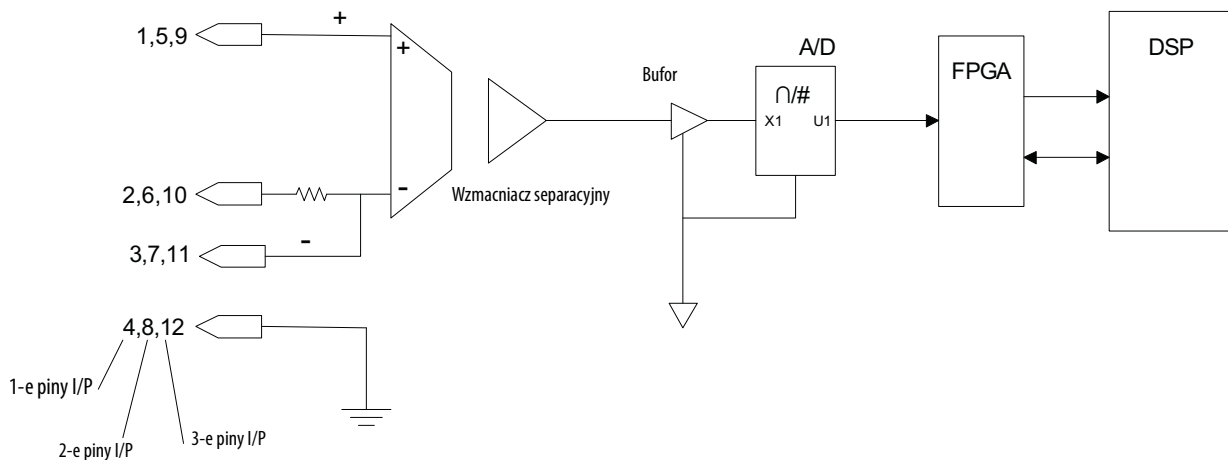 1,5,9
+
+
2,6,10
-
3,7,11
-
4,8,12
1-e piny I/P
2-e piny I/P
3-e piny I/P
Wzmacniacz separacyjny
Bufor
A/D
∩/#
X1 U1
FPGA
DSP